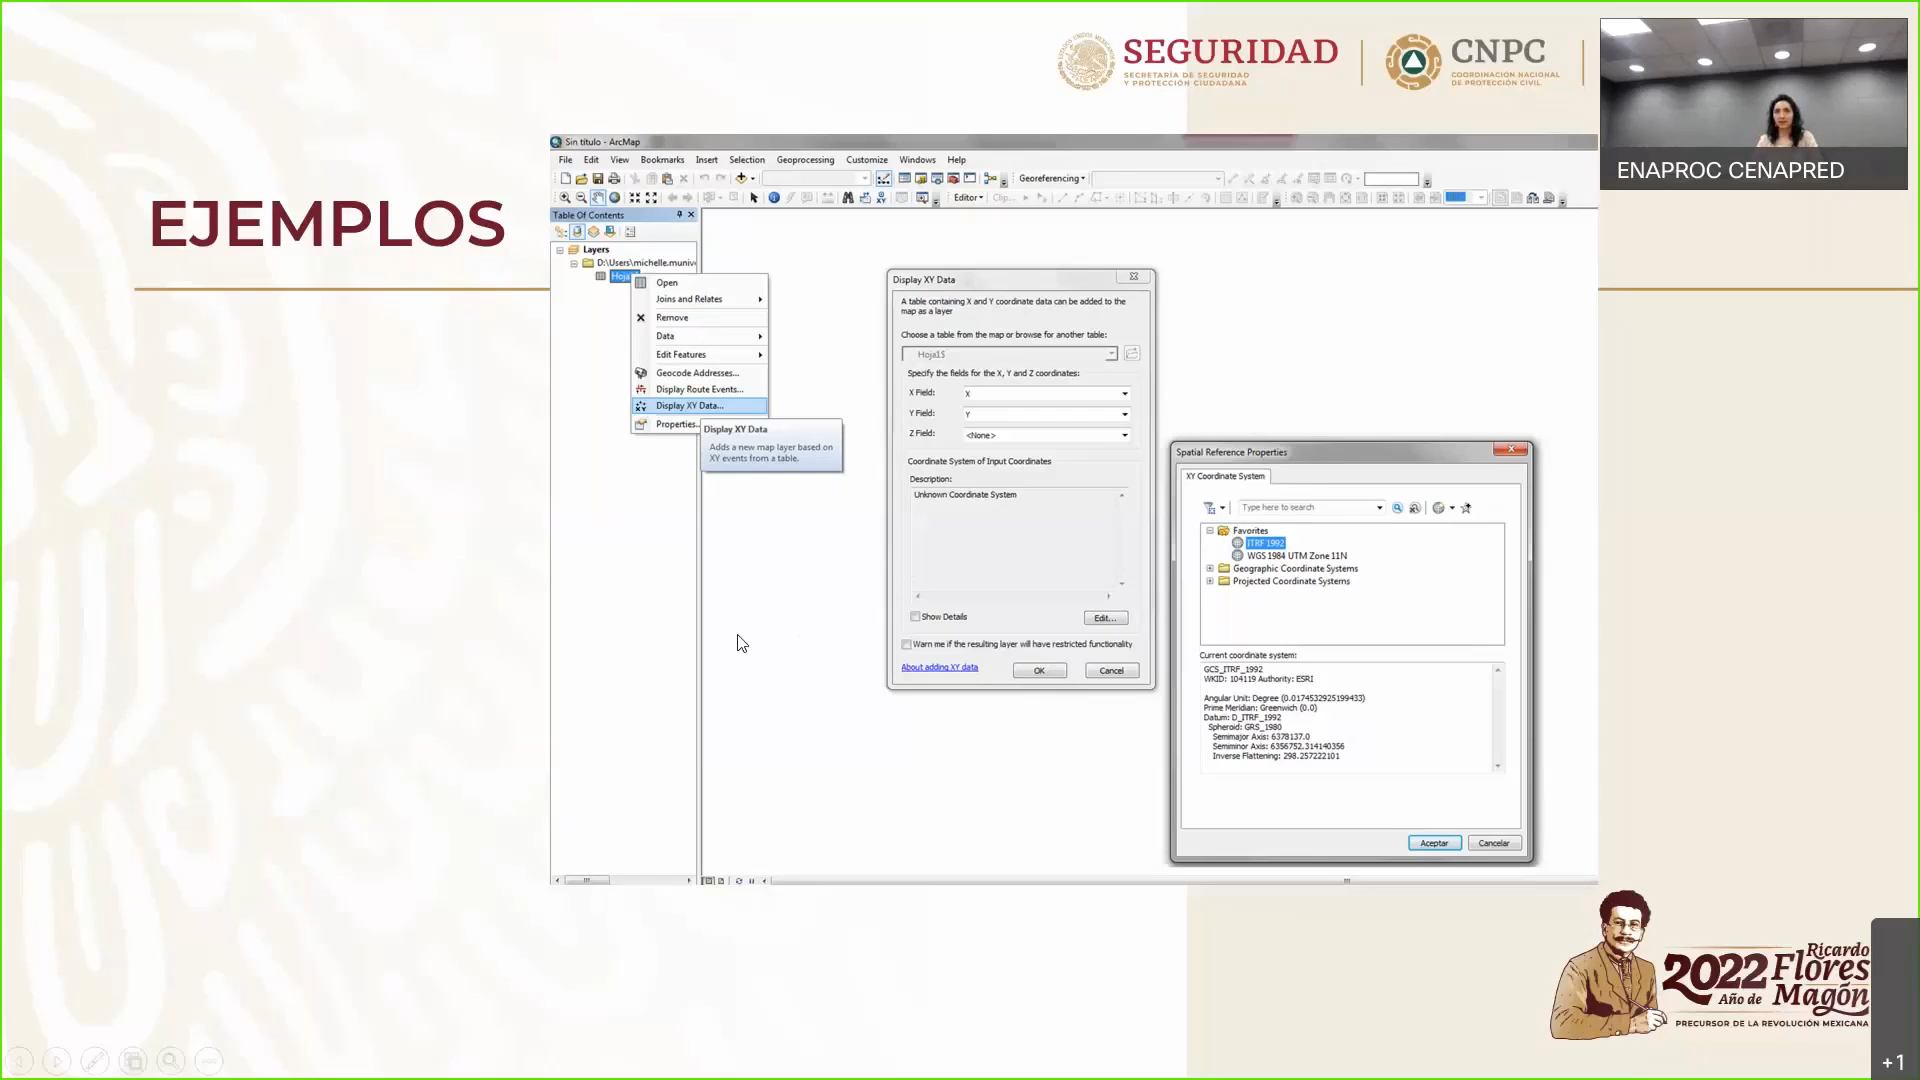 SEGURIDAD
SECRETARÍA DE SEGURIDAD
Y PROTECCIÓN CIUDADANA
CNPC
COORDINACIÓN NACIONAL
DE PROTECCIÓN CIVIL
ENAPROC CENAPRED
EJEMPLOS
Sin título - ArcMap
File Edit View Bookmarks Insert Selection Geoprocessing Customize Windows Help
Georeferencing
Editor
Table Of Contents
Layers
D:\Users\michelle.muniv
Hoja
Open
Joins and Relates
Remove
Data
Edit Features
Geocode Addresses...
Display Route Events...
Display XY Data...
Properties...
Display XY Data
Adds a new map layer based on
XY events from a table.
Display XY Data
A table containing X and Y coordinate data can be added to the
map as a layer
Choose a table from the map or browse for another table:
Hoja1$
Specify the fields for the X, Y and Z coordinates:
X Field: X
Y Field: Y
Z Field: <None>
Coordinate System of Input Coordinates
Description:
Unknown Coordinate System
Show Details
Edit...
Warn me if the resulting layer will have restricted functionality
About adding XY data
OK
Cancel
Spatial Reference Properties
XY Coordinate System
Type here to search
Favorites
ITRF 1992
WGS 1984 UTM Zone 11N
Geographic Coordinate Systems
Projected Coordinate Systems
Current coordinate system:
GCS_ITRF_1992
WKID: 104119 Authority: ESRI
Angular Unit: Degree (0.0174532925199433)
Prime Meridian: Greenwich (0.0)
Datum: D_ITRF_1992
Spheroid: GRS_1980
Semimajor Axis: 6378137.0
Semiminor Axis: 6356752.314140356
Inverse Flattening: 298.257222101
Aceptar
Cancelar
2022 Ricardo
Flores
Año de Magón
PRECURSOR DE LA REVOLUCIÓN MEXICANA
+1